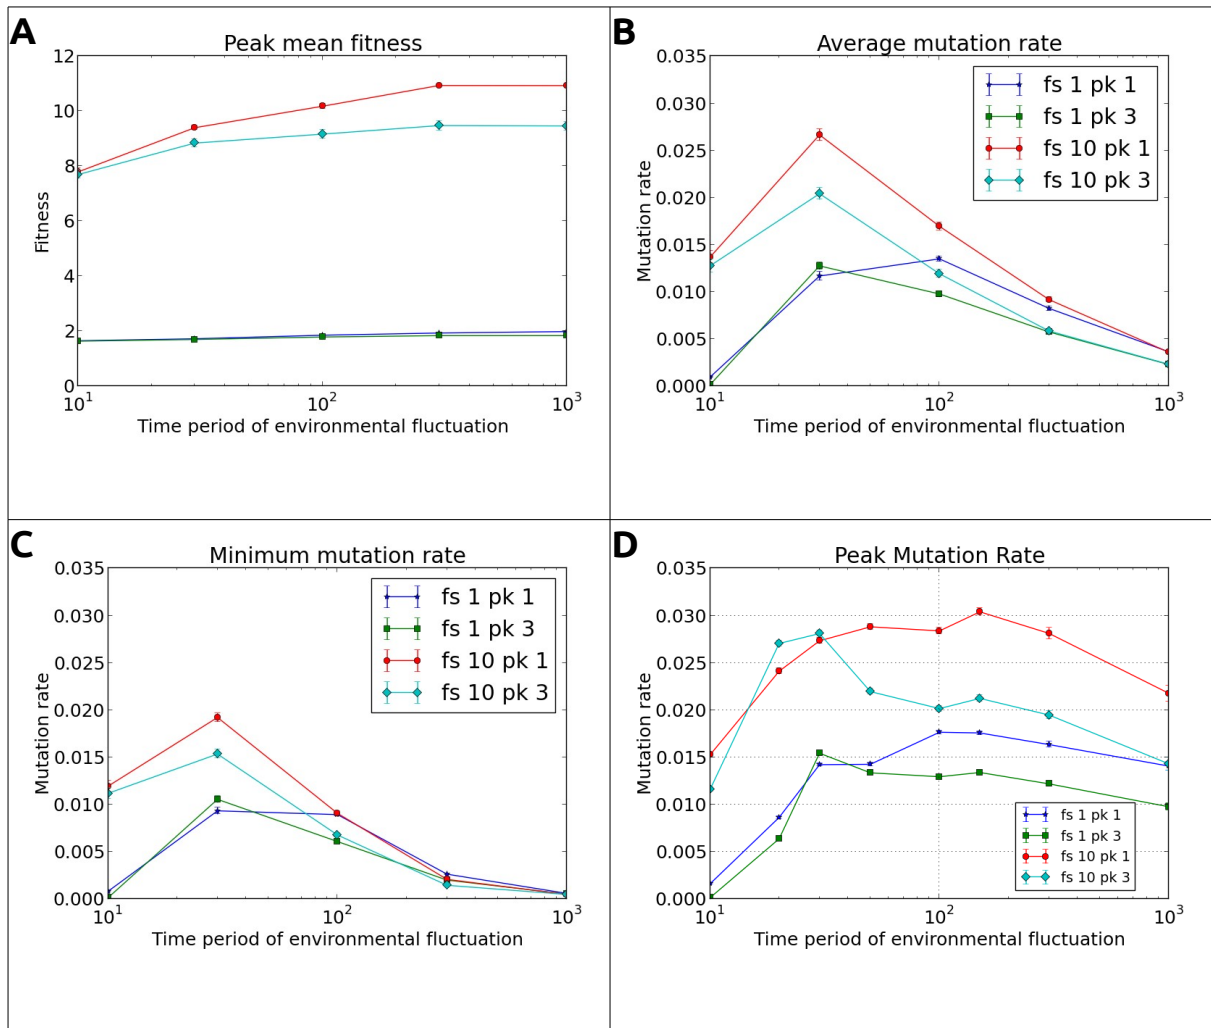 A
Peak mean fitness
12
10
8
6
4
2
0
Fitness
10^1
10^2
10^3
Time period of environmental fluctuation
B
Average mutation rate
0.035
0.030
0.025
0.020
0.015
0.010
0.005
0.000
Mutation rate
fs 1 pk 1
fs 1 pk 3
fs 10 pk 1
fs 10 pk 3
10^1
10^2
10^3
Time period of environmental fluctuation
C
Minimum mutation rate
0.035
0.030
0.025
0.020
0.015
0.010
0.005
0.000
Mutation rate
fs 1 pk 1
fs 1 pk 3
fs 10 pk 1
fs 10 pk 3
10^1
10^2
10^3
Time period of environmental fluctuation
D
Peak Mutation Rate
0.035
0.030
0.025
0.020
0.015
0.010
0.005
0.000
Mutation rate
fs 1 pk 1
fs 1 pk 3
fs 10 pk 1
fs 10 pk 3
10^1
10^2
10^3
Time period of environmental fluctuation